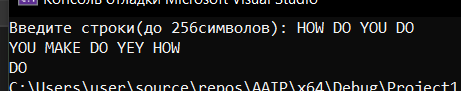 Консоль отладки Microsoft Visual Studio
Введите строки(до 256символов): HOW DO YOU DO
YOU MAKE DO YEY HOW
DO
C:\Users\user\source\repos\AAIP\x64\Debug\Project1